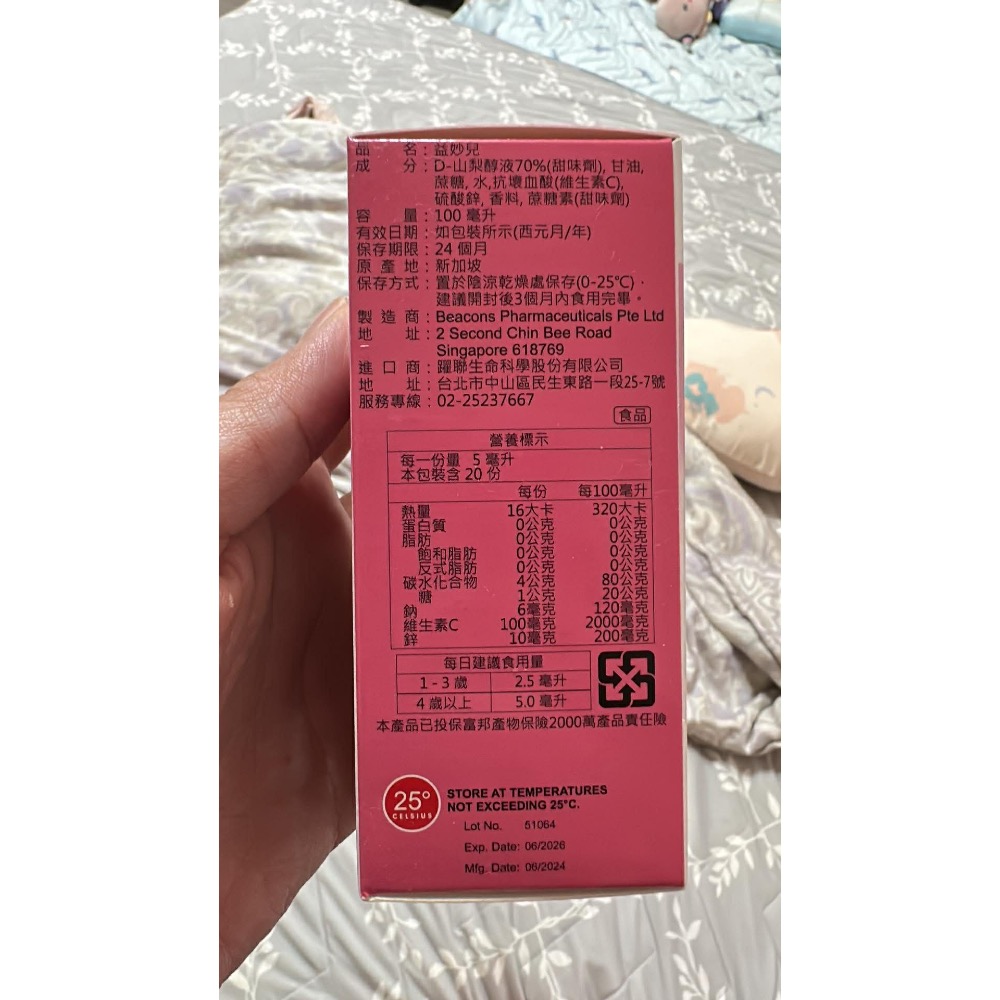 品名：益妙兒
成分：D-山梨醇液70%(甜味劑), 甘油,
蔗糖, 水,抗壞血酸(維生素C),
硫酸鋅, 香料, 蔗糖素(甜味劑)
容量：100 毫升
有效日期：如包裝所示(西元月/年)
保存期限：24 個月
原產地：新加坡
保存方式：置於陰涼乾燥處保存(0-25℃)，
建議開封後3個月內食用完畢。
製造商：Beacons Pharmaceuticals Pte Ltd
地址：2 Second Chin Bee Road
Singapore 618769
進口商：躍聯生命科學股份有限公司
地址：台北市中山區民生東路一段25-7號
服務專線：02-25237667
食品
營養標示
每一份量 5 毫升
本包裝含 20 份
每份 每100毫升
熱量 16大卡 320大卡
蛋白質 0公克 0公克
脂肪 0公克 0公克
飽和脂肪 0公克 0公克
反式脂肪 0公克 0公克
碳水化合物 4公克 80公克
糖 1公克 20公克
鈉 6毫克 120毫克
維生素C 100毫克 2000毫克
鋅 10毫克 200毫克
每日建議食用量
1 - 3 歲 2.5 毫升
4 歲以上 5.0 毫升
本產品已投保富邦產物保險2000萬產品責任險
25°
CELSIUS
STORE AT TEMPERATURES
NOT EXCEEDING 25°C.
Lot No. 51064
Exp. Date: 06/2026
Mfg. Date: 06/2024